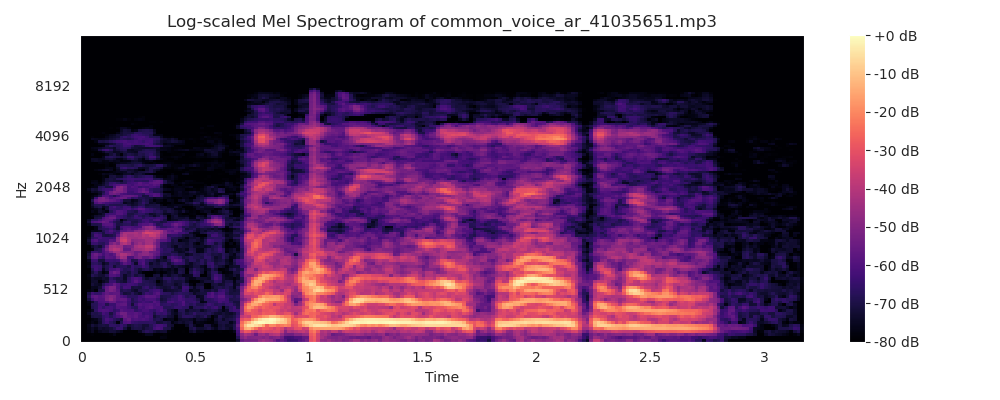 Log-scaled Mel Spectrogram of common_voice_ar_41035651.mp3
+0 dB
8192
-10 dB
-20 dB
4096
-30 dB
2048
Hz
-40 dB
1024
-50 dB
-60 dB
512
-70 dB
0
-80 dB
0 0.5 1 1.5 2 2.5 3
Time